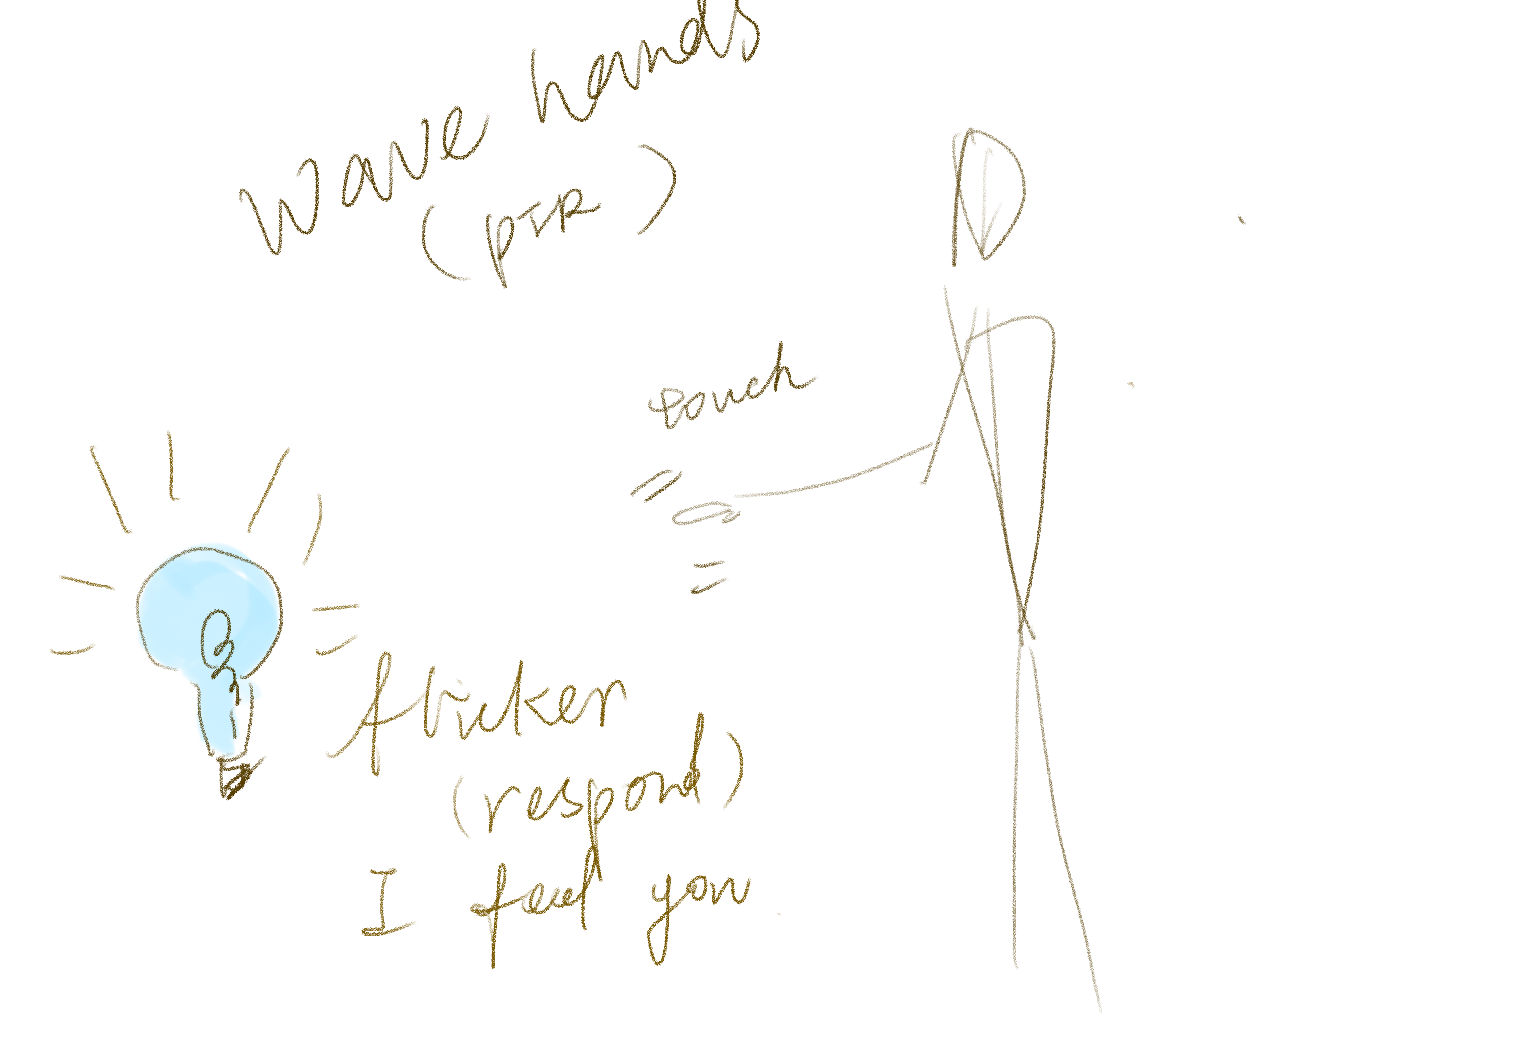 wave hands
(PIR)
touch
flicker
(respond)
I feel you